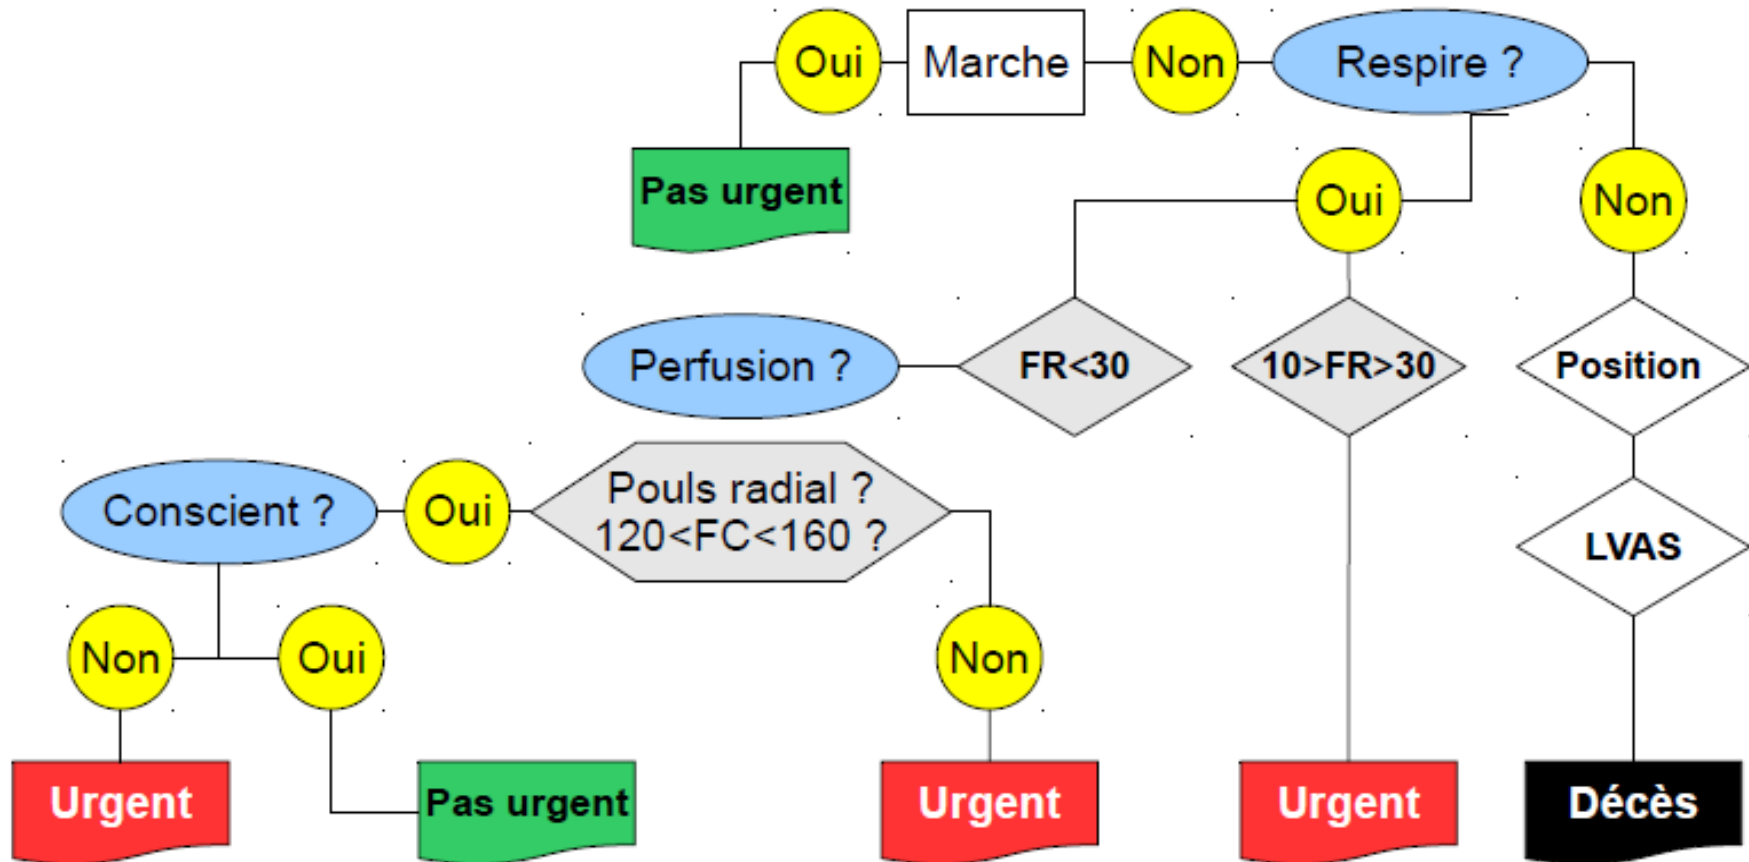 Oui
Marche
Non
Respire ?
Pas urgent
Oui
Non
Perfusion ?
FR<30
10>FR>30
Position
Conscient ?
Oui
Pouls radial ?
120<FC<160 ?
LVAS
Non
Oui
Non
Urgent
Pas urgent
Urgent
Urgent
Décès